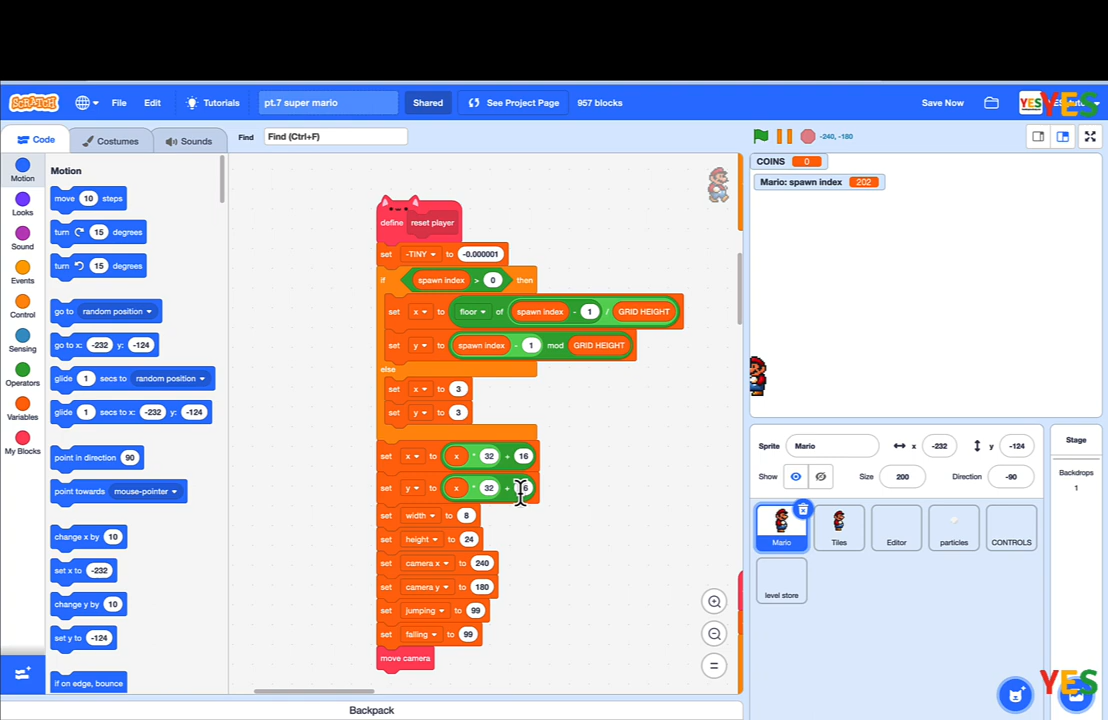 SCRATCH File Edit Tutorials pt.7 super mario Shared See Project Page 957 blocks Save Now YES YES
Code Costumes Sounds Find Find (Ctrl+F) -240, -180
Motion
Looks
Sound
Events
Control
Sensing
Operators
Variables
My Blocks
Motion
move 10 steps
turn 15 degrees
turn 15 degrees
go to random position
go to x: -232 y: -124
glide 1 secs to random position
glide 1 secs to x: -232 y: -124
point in direction 90
point towards mouse-pointer
change x by 10
set x to -232
change y by 10
set y to -124
if on edge, bounce
define reset player
set -TINY to -0.000001
if spawn index > 0 then
set x to floor of spawn index - 1 / GRID HEIGHT
set y to spawn index - 1 mod GRID HEIGHT
else
set x to 3
set y to 3
set x to x * 32 + 16
set y to x * 32 + 6
set width to 8
set height to 24
set camera x to 240
set camera y to 180
set jumping to 99
set falling to 99
move camera
COINS 0
Mario: spawn index 202
Sprite Mario x -232 y -124
Show Size 200 Direction -90
Mario Tiles Editor particles CONTROLS
level store
Stage
Backdrops
1
YES
Backpack